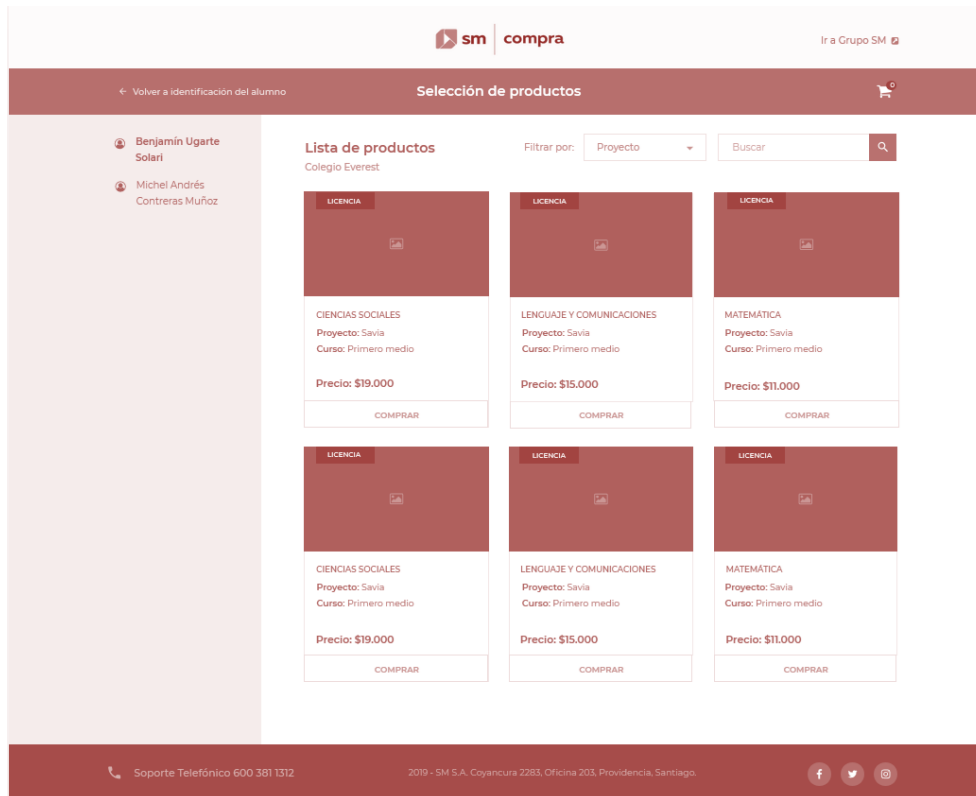 sm compra
Ir a Grupo SM
Volver a identificación del alumno
Selección de productos
0
Benjamín Ugarte
Solari
Michel Andrés
Contreras Muñoz
Lista de productos
Colegio Everest
Filtrar por:
Proyecto
Buscar
LICENCIA
CIENCIAS SOCIALES
Proyecto: Savia
Curso: Primero medio
Precio: $19.000
COMPRAR
LICENCIA
LENGUAJE Y COMUNICACIONES
Proyecto: Savia
Curso: Primero medio
Precio: $15.000
COMPRAR
LICENCIA
MATEMÁTICA
Proyecto: Savia
Curso: Primero medio
Precio: $11.000
COMPRAR
LICENCIA
CIENCIAS SOCIALES
Proyecto: Savia
Curso: Primero medio
Precio: $19.000
COMPRAR
LICENCIA
LENGUAJE Y COMUNICACIONES
Proyecto: Savia
Curso: Primero medio
Precio: $15.000
COMPRAR
LICENCIA
MATEMÁTICA
Proyecto: Savia
Curso: Primero medio
Precio: $11.000
COMPRAR
Soporte Telefónico 600 381 1312
2019 - SM S.A. Coyancura 2283, Oficina 203, Providencia, Santiago.